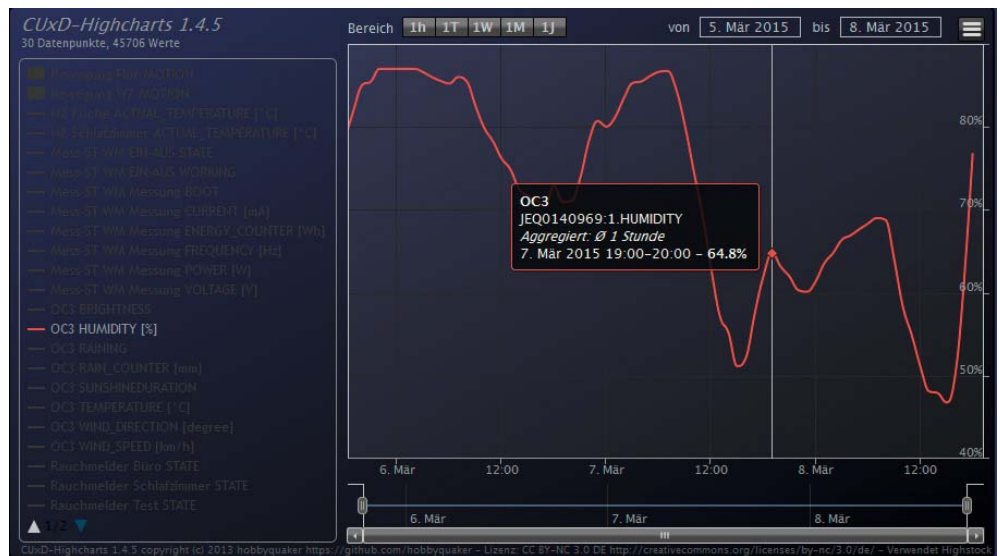 CUxD-Highcharts 1.4.5
30 Datenpunkte, 45706 Werte
Bereich 1h 1T 1W 1M 1J von 5. Mär 2015 bis 8. Mär 2015
Bewegung Flur MOTION
Bewegung WZ MOTION
HZ Küche ACTUAL_TEMPERATURE [°C]
HZ Schlafzimmer ACTUAL_TEMPERATURE [°C]
Mess-ST WM EIN-AUS STATE
Mess-ST WM EIN-AUS WORKING
Mess-ST WM Messung BOOT
Mess-ST WM Messung CURRENT [mA]
Mess-ST WM Messung ENERGY_COUNTER [Wh]
Mess-ST WM Messung FREQUENCY [Hz]
Mess-ST WM Messung POWER [W]
Mess-ST WM Messung VOLTAGE [V]
OC3 BRIGHTNESS
OC3 HUMIDITY [%]
OC3 RAINING
OC3 RAIN_COUNTER [mm]
OC3 SUNSHINEDURATION
OC3 TEMPERATURE [°C]
OC3 WIND_DIRECTION [degree]
OC3 WIND_SPEED [km/h]
Rauchmelder Büro STATE
Rauchmelder Schlafzimmer STATE
Rauchmelder Test STATE
1/2
80%
70%
60%
50%
40%
OC3
JEQ0140969:1.HUMIDITY
Aggregiert: Ø 1 Stunde
7. Mär 2015 19:00-20:00 - 64.8%
6. Mär 12:00 7. Mär 12:00 8. Mär 12:00
6. Mär 7. Mär 8. Mär
CUxD-Highcharts 1.4.5 copyright (c) 2013 hobbyquaker https://github.com/hobbyquaker - Lizenz: CC BY-NC 3.0 DE http://creativecommons.org/licenses/by-nc/3.0/de/ - Verwendet Highstock